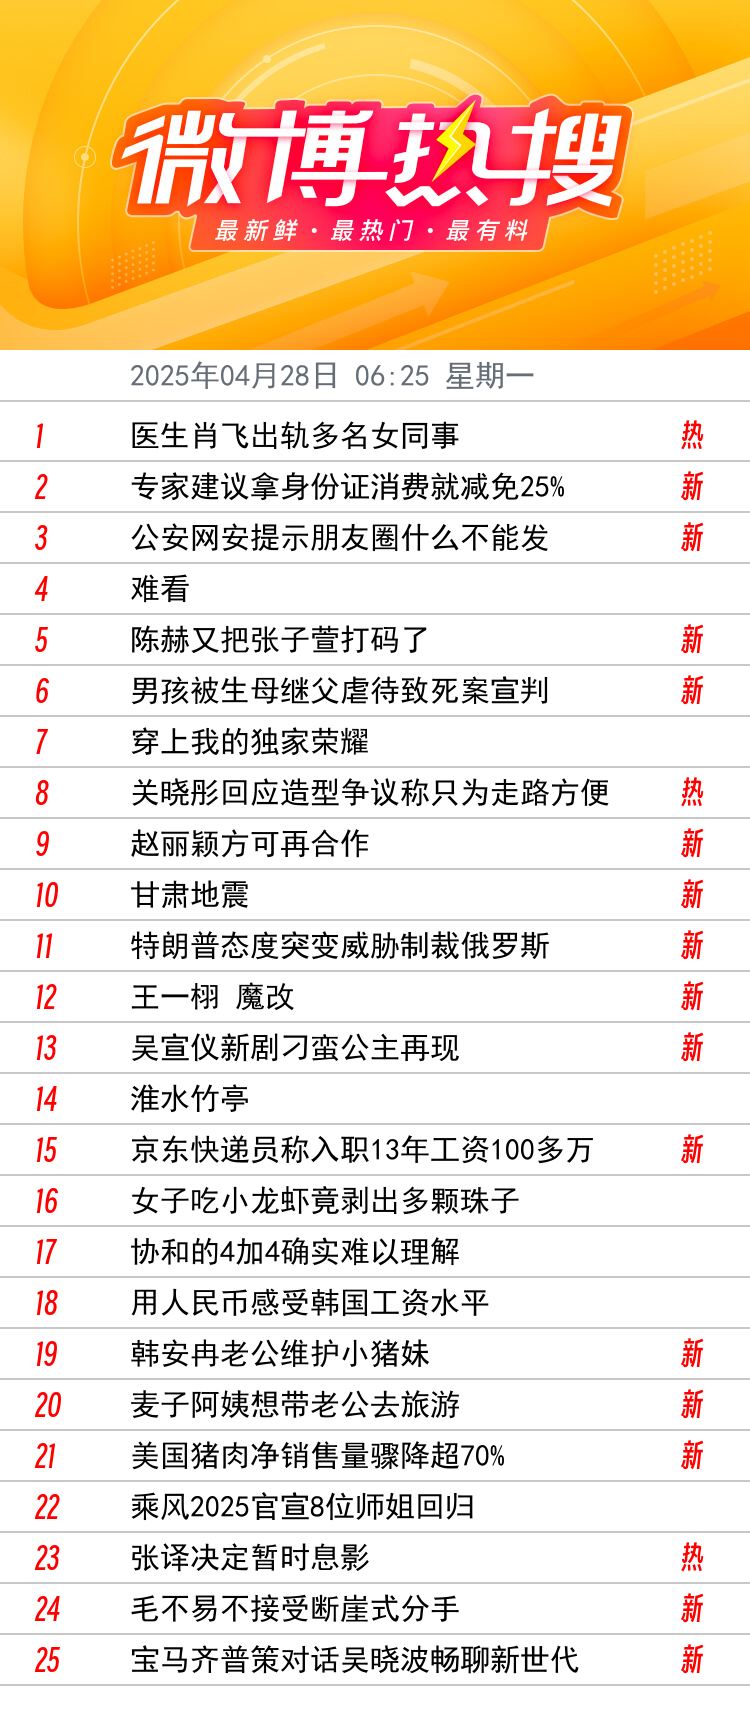 微博热搜
最新鲜·最热门·最有料
2025年04月28日 06:25 星期一
1 医生肖飞出轨多名女同事 热
2 专家建议拿身份证消费就减免25% 新
3 公安网安提示朋友圈什么不能发 新
4 难看
5 陈赫又把张子萱打码了 新
6 男孩被生母继父虐待致死案宣判 新
7 穿上我的独家荣耀
8 关晓彤回应造型争议称只为走路方便 热
9 赵丽颖方可再合作 新
10 甘肃地震 新
11 特朗普态度突变威胁制裁俄罗斯 新
12 王一栩 魔改 新
13 吴宣仪新剧刁蛮公主再现 新
14 淮水竹亭
15 京东快递员称入职13年工资100多万 新
16 女子吃小龙虾竟剥出多颗珠子
17 协和的4加4确实难以理解
18 用人民币感受韩国工资水平
19 韩安冉老公维护小猪妹 新
20 麦子阿姨想带老公去旅游 新
21 美国猪肉净销售量骤降超70% 新
22 乘风2025官宣8位师姐回归
23 张译决定暂时息影 热
24 毛不易不接受断崖式分手 新
25 宝马齐普策对话吴晓波畅聊新世代 新